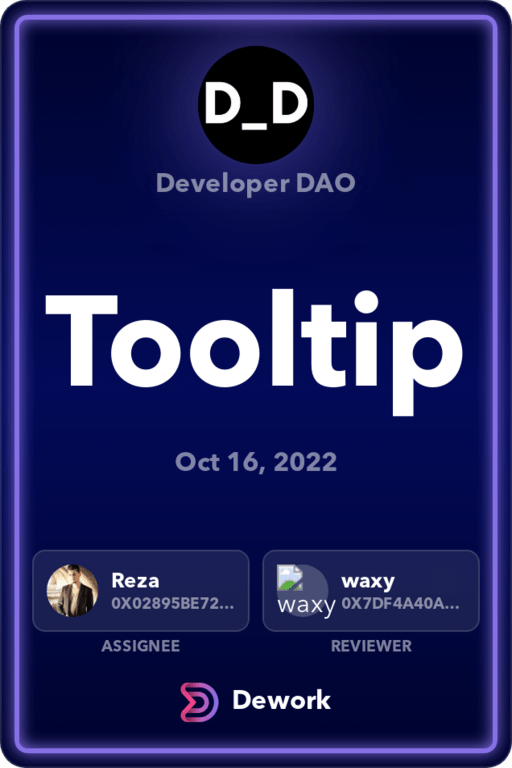 D_D
Developer DAO
Tooltip
Oct 16, 2022
Reza
0X02895BE72...
ASSIGNEE
waxy
waxy
0X7DF4A40A...
REVIEWER
Dework